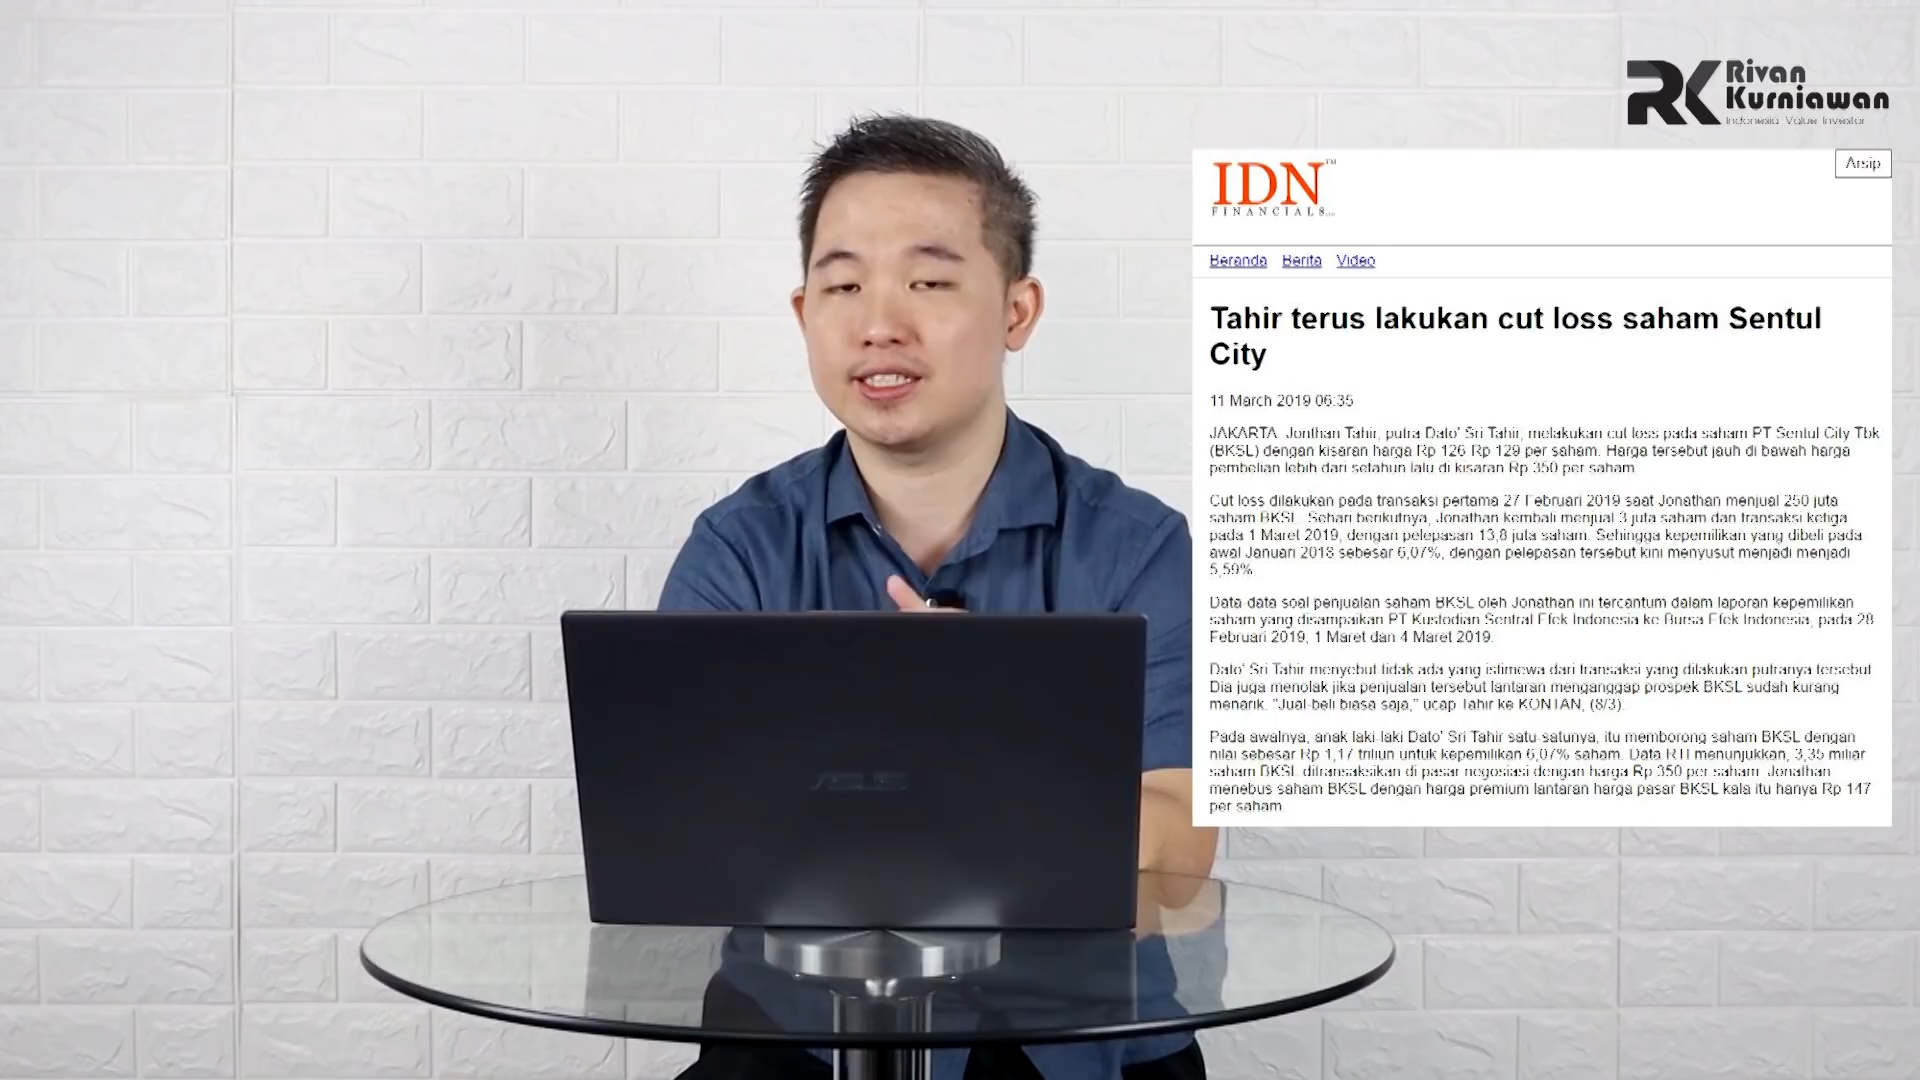 RK Rivan
Kurniawan
Indonesia Value Investor
Arsip
IDN™
FINANCIALS
Beranda Berita Video
Tahir terus lakukan cut loss saham Sentul
City
11 March 2019 06:35
JAKARTA. Jonthan Tahir, putra Dato' Sri Tahir, melakukan cut loss pada saham PT Sentul City Tbk
(BKSL) dengan kisaran harga Rp 126-Rp 129 per saham. Harga tersebut jauh di bawah harga
pembelian lebih dari setahun lalu di kisaran Rp 350 per saham.
Cut loss dilakukan pada transaksi pertama 27 Februari 2019 saat Jonathan menjual 250 juta
saham BKSL. Sehari berikutnya, Jonathan kembali menjual 3 juta saham dan transaksi ketiga
pada 1 Maret 2019, dengan pelepasan 13,8 juta saham. Sehingga kepemilikan yang dibeli pada
awal Januari 2018 sebesar 6,07%, dengan pelepasan tersebut kini menyusut menjadi menjadi
5,59%.
Data data soal penjualan saham BKSL oleh Jonathan ini tercantum dalam laporan kepemilikan
saham yang disampaikan PT Kustodian Sentral Efek Indonesia ke Bursa Efek Indonesia, pada 28
Februari 2019, 1 Maret dan 4 Maret 2019.
Dato' Sri Tahir menyebut tidak ada yang istimewa dari transaksi yang dilakukan putranya tersebut.
Dia juga menolak jika penjualan tersebut lantaran menganggap prospek BKSL sudah kurang
menarik. "Jual-beli biasa saja," ucap Tahir ke KONTAN, (8/3).
Pada awalnya, anak laki-laki Dato' Sri Tahir satu-satunya, itu memborong saham BKSL dengan
nilai sebesar Rp 1,17 triliun untuk kepemilikan 6,07% saham. Data RTI menunjukkan, 3,35 miliar
saham BKSL ditransaksikan di pasar negosiasi dengan harga Rp 350 per saham. Jonathan
menebus saham BKSL dengan harga premium lantaran harga pasar BKSL kala itu hanya Rp 147
per saham.
ASUS